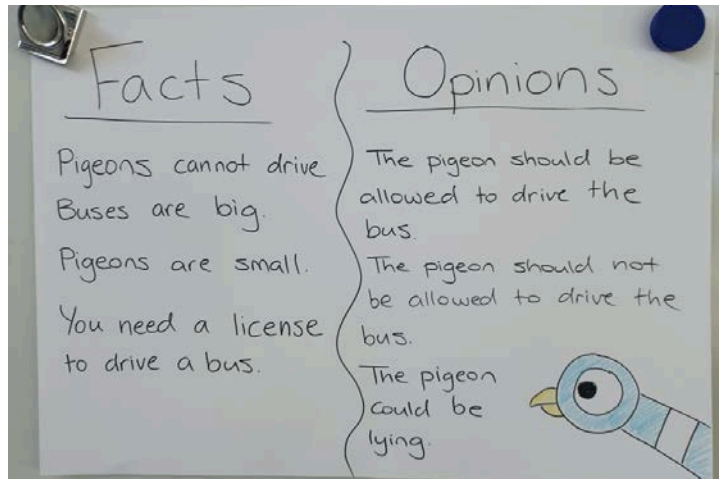 Facts
Pigeons cannot drive
Buses are big.
Pigeons are small.
You need a license
to drive a bus.
Opinions
The pigeon should be
allowed to drive the
bus.
The pigeon should not
be allowed to drive the
bus.
The pigeon
could be
lying.